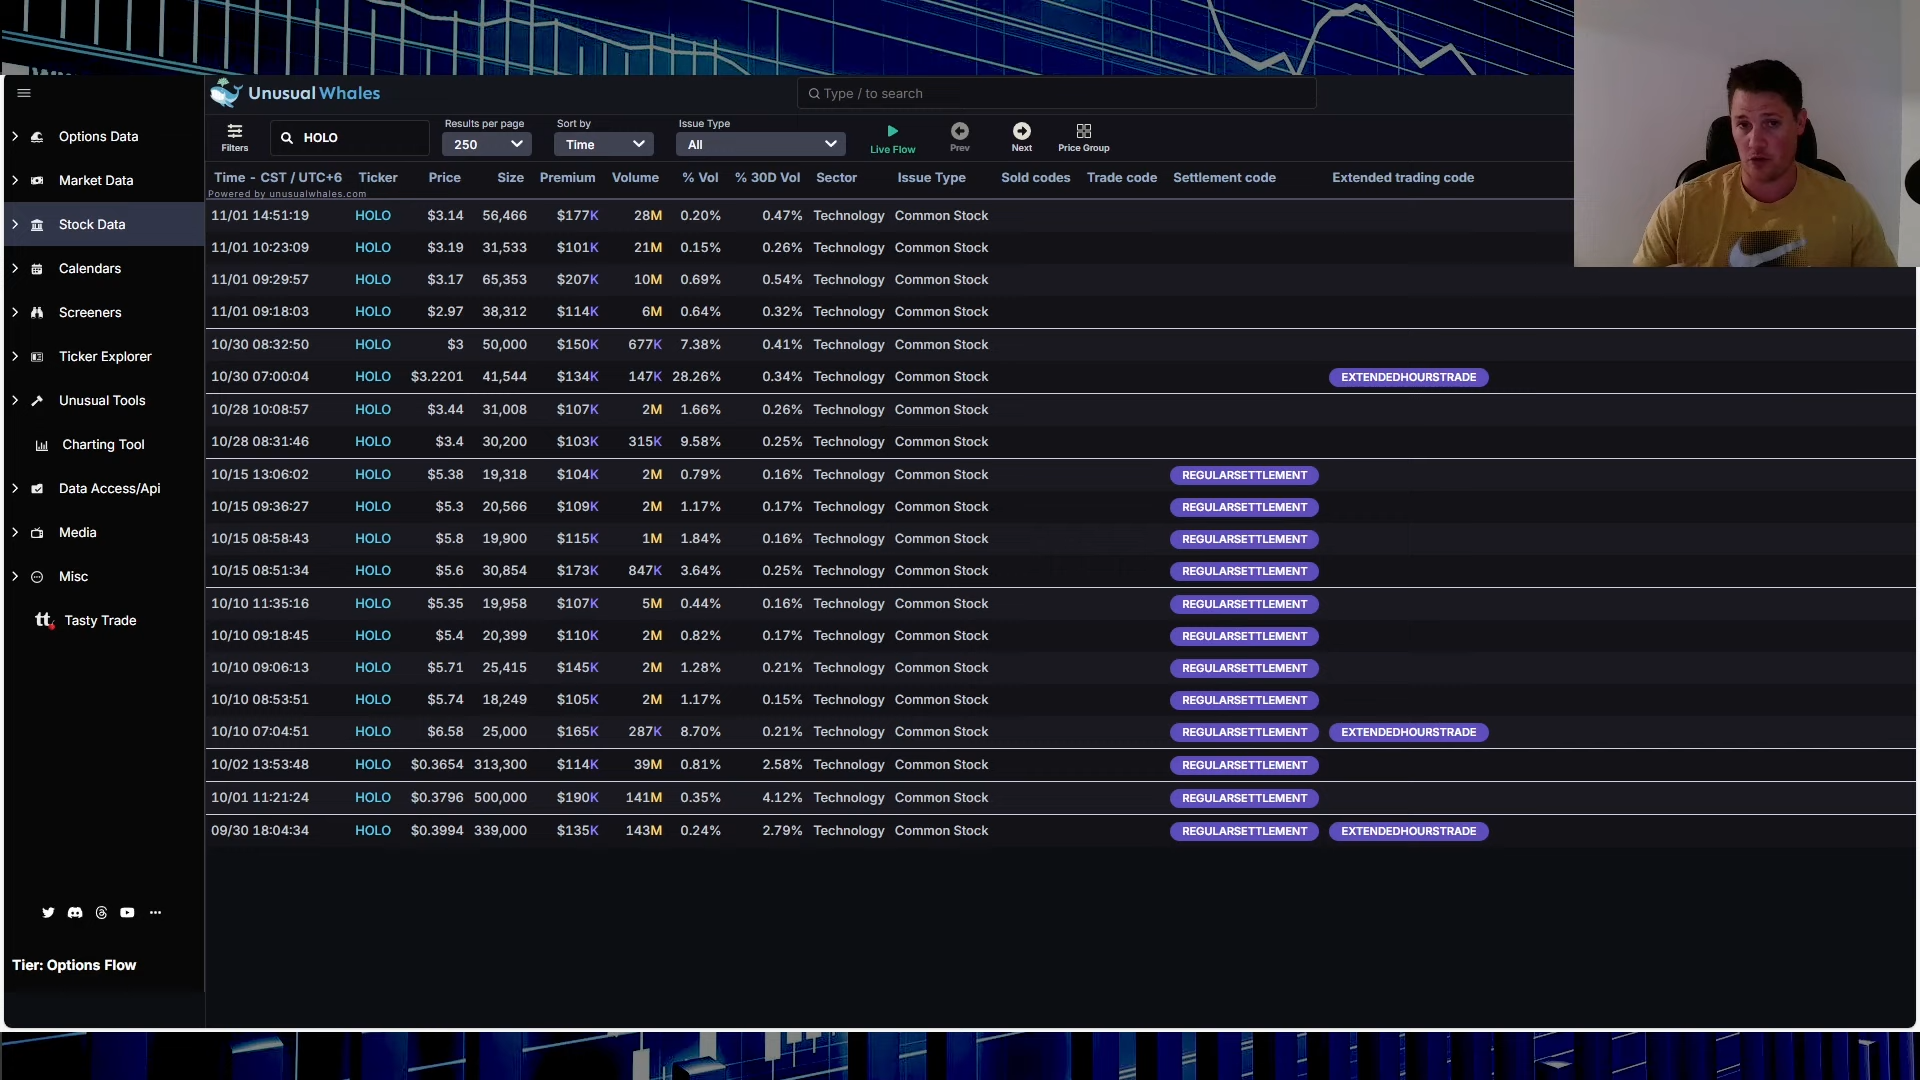 Unusual Whales
Type / to search
Filters
HOLO
Results per page
250
Sort by
Time
Issue Type
All
Live Flow
Prev
Next
Price Group
Options Data
Market Data
Stock Data
Calendars
Screeners
Ticker Explorer
Unusual Tools
Charting Tool
Data Access/Api
Media
Misc
tt Tasty Trade
Tier: Options Flow
Time - CST / UTC+6 Ticker Price Size Premium Volume % Vol % 30D Vol Sector Issue Type Sold codes Trade code Settlement code Extended trading code
Powered by unusualwhales.com
11/01 14:51:19 HOLO $3.14 56,466 $177K 28M 0.20% 0.47% Technology Common Stock
11/01 10:23:09 HOLO $3.19 31,533 $101K 21M 0.15% 0.26% Technology Common Stock
11/01 09:29:57 HOLO $3.17 65,353 $207K 10M 0.69% 0.54% Technology Common Stock
11/01 09:18:03 HOLO $2.97 38,312 $114K 6M 0.64% 0.32% Technology Common Stock
10/30 08:32:50 HOLO $3 50,000 $150K 677K 7.38% 0.41% Technology Common Stock
10/30 07:00:04 HOLO $3.2201 41,544 $134K 147K 28.26% 0.34% Technology Common Stock EXTENDEDHOURSTRADE
10/28 10:08:57 HOLO $3.44 31,008 $107K 2M 1.66% 0.26% Technology Common Stock
10/28 08:31:46 HOLO $3.4 30,200 $103K 315K 9.58% 0.25% Technology Common Stock
10/15 13:06:02 HOLO $5.38 19,318 $104K 2M 0.79% 0.16% Technology Common Stock REGULARSETTLEMENT
10/15 09:36:27 HOLO $5.3 20,566 $109K 2M 1.17% 0.17% Technology Common Stock REGULARSETTLEMENT
10/15 08:58:43 HOLO $5.8 19,900 $115K 1M 1.84% 0.16% Technology Common Stock REGULARSETTLEMENT
10/15 08:51:34 HOLO $5.6 30,854 $173K 847K 3.64% 0.25% Technology Common Stock REGULARSETTLEMENT
10/10 11:35:16 HOLO $5.35 19,958 $107K 5M 0.44% 0.16% Technology Common Stock REGULARSETTLEMENT
10/10 09:18:45 HOLO $5.4 20,399 $110K 2M 0.82% 0.17% Technology Common Stock REGULARSETTLEMENT
10/10 09:06:13 HOLO $5.71 25,415 $145K 2M 1.28% 0.21% Technology Common Stock REGULARSETTLEMENT
10/10 08:53:51 HOLO $5.74 18,249 $105K 2M 1.17% 0.15% Technology Common Stock REGULARSETTLEMENT
10/10 07:04:51 HOLO $6.58 25,000 $165K 287K 8.70% 0.21% Technology Common Stock REGULARSETTLEMENT EXTENDEDHOURSTRADE
10/02 13:53:48 HOLO $0.3654 313,300 $114K 39M 0.81% 2.58% Technology Common Stock REGULARSETTLEMENT
10/01 11:21:24 HOLO $0.3796 500,000 $190K 141M 0.35% 4.12% Technology Common Stock REGULARSETTLEMENT
09/30 18:04:34 HOLO $0.3994 339,000 $135K 143M 0.24% 2.79% Technology Common Stock REGULARSETTLEMENT EXTENDEDHOURSTRADE